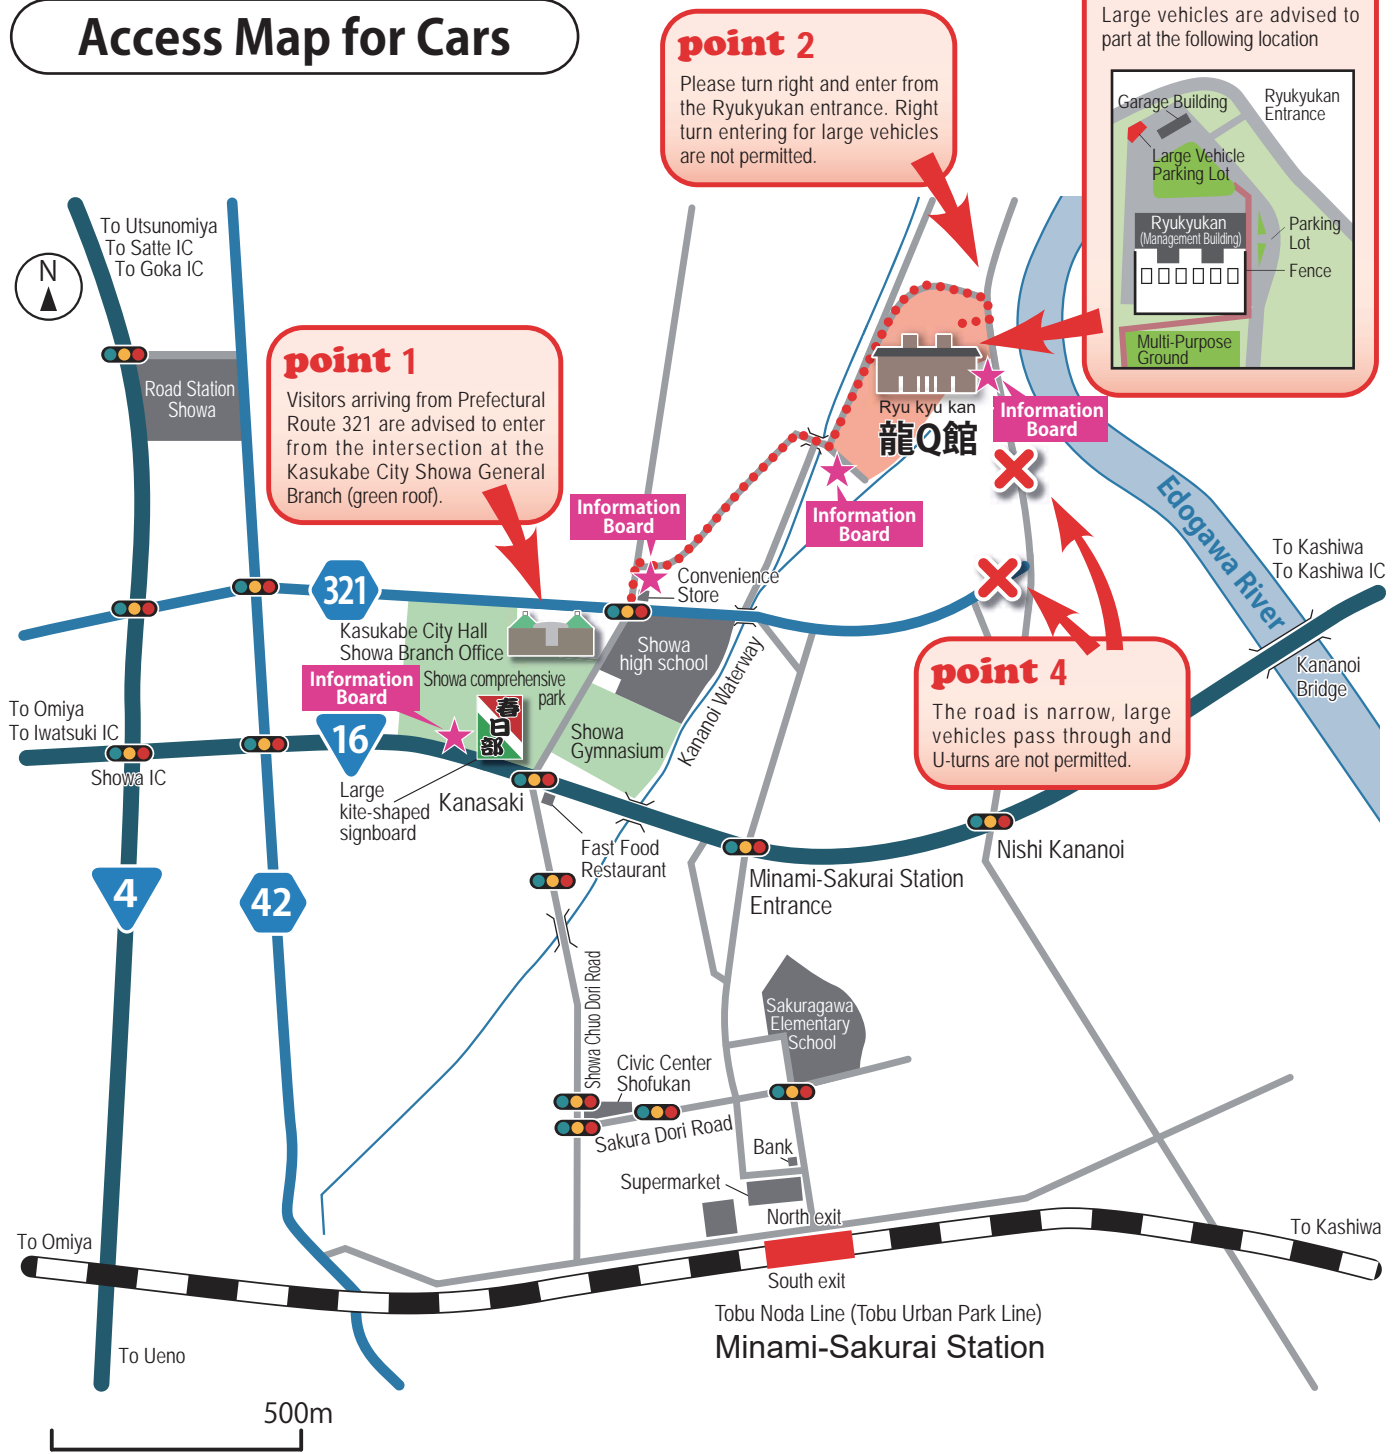 Access Map for Cars
point 2
Please turn right and enter from
the Ryukyukan entrance. Right
turn entering for large vehicles
are not permitted.
Large vehicles are advised to
part at the following location
Garage Building
Ryukyukan
Entrance
Large Vehicle
Parking Lot
Ryukyukan
(Management Building)
Parking
Lot
Fence
Multi-Purpose
Ground
To Utsunomiya
To Satte IC
To Goka IC
N
Road Station
Showa
point 1
Visitors arriving from Prefectural
Route 321 are advised to enter
from the intersection at the
Kasukabe City Showa General
Branch (green roof).
Ryu kyu kan
龍Q館
Information
Board
Information
Board
Information
Board
Edogawa River
To Kashiwa
To Kashiwa IC
321
Convenience
Store
Kasukabe City Hall
Showa Branch Office
Showa
high school
Information
Board
Showa comprehensive
park
春日部
Kananoi Waterway
point 4
The road is narrow, large
vehicles pass through and
U-turns are not permitted.
Kananoi
Bridge
To Omiya
To Iwatsuki IC
16
Showa IC
Showa
Gymnasium
Large
kite-shaped
signboard
Kanasaki
Fast Food
Restaurant
Nishi Kananoi
Minami-Sakurai Station
Entrance
4
42
Showa Chuo Dori Road
Sakuragawa
Elementary
School
Civic Center
Shofukan
Sakura Dori Road
Bank
Supermarket
North exit
To Omiya
To Kashiwa
South exit
Tobu Noda Line (Tobu Urban Park Line)
Minami-Sakurai Station
To Ueno
500m